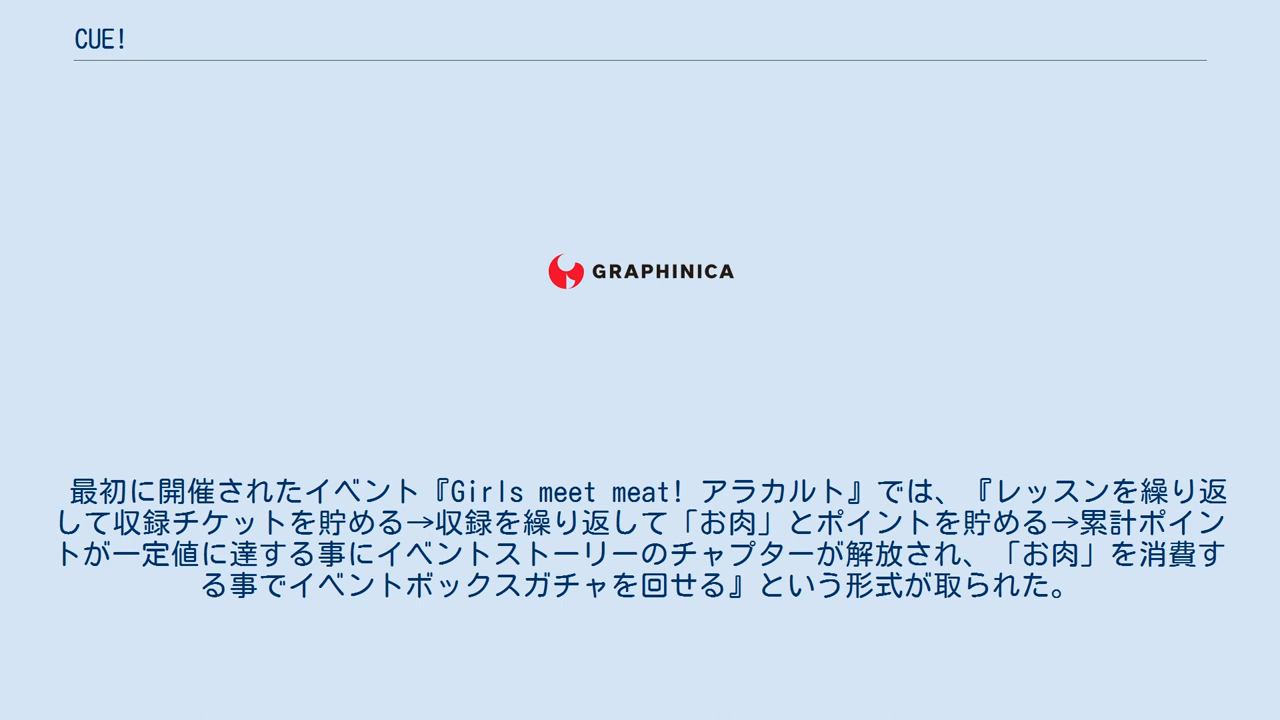 CUE!
GRAPHINICA
最初に開催されたイベント『Girls meet meat! アラカルト』では、『レッスンを繰り返
して収録チケットを貯める→収録を繰り返して「お肉」とポイントを貯める→累計ポイン
トが一定値に達する事にイベントストーリーのチャプターが解放され、「お肉」を消費す
る事でイベントボックスガチャを回せる』という形式が取られた。